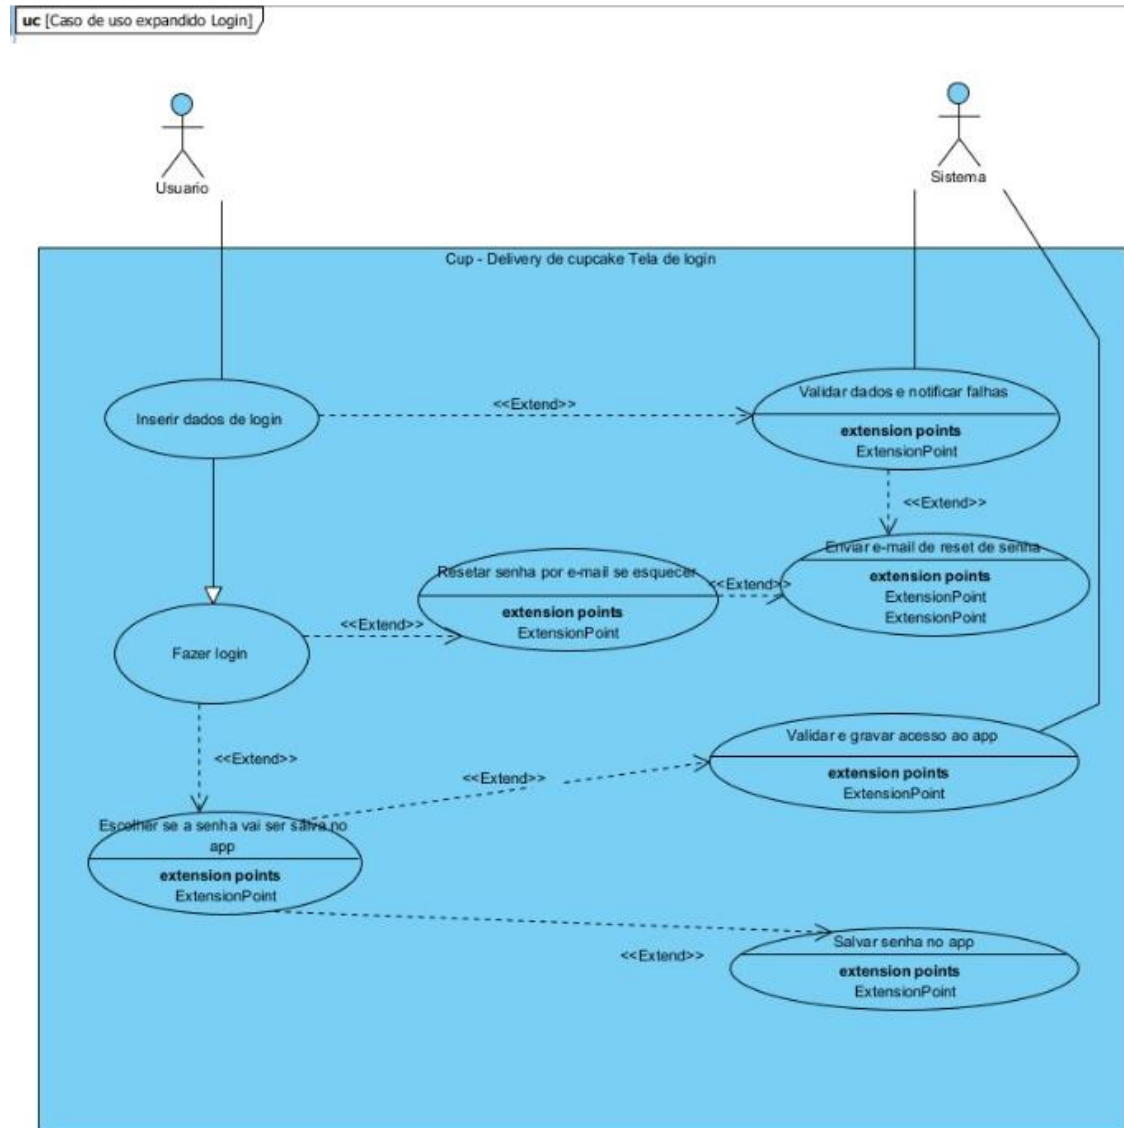 uc [Caso de uso expandido Login]
Usuario
Sistema
Cup - Delivery de cupcake Tela de login
Inserir dados de login
<<Extend>>
Validar dados e notificar falhas
extension points
ExtensionPoint
<<Extend>>
Enviar e-mail de reset de senha
extension points
ExtensionPoint
ExtensionPoint
Resetar senha por e-mail se esquecer
extension points
ExtensionPoint
<<Extend>>
<<Extend>>
Fazer login
<<Extend>>
Validar e gravar acesso ao app
extension points
ExtensionPoint
<<Extend>>
Escolher se a senha vai ser salva no
app
extension points
ExtensionPoint
<<Extend>>
Salvar senha no app
extension points
ExtensionPoint